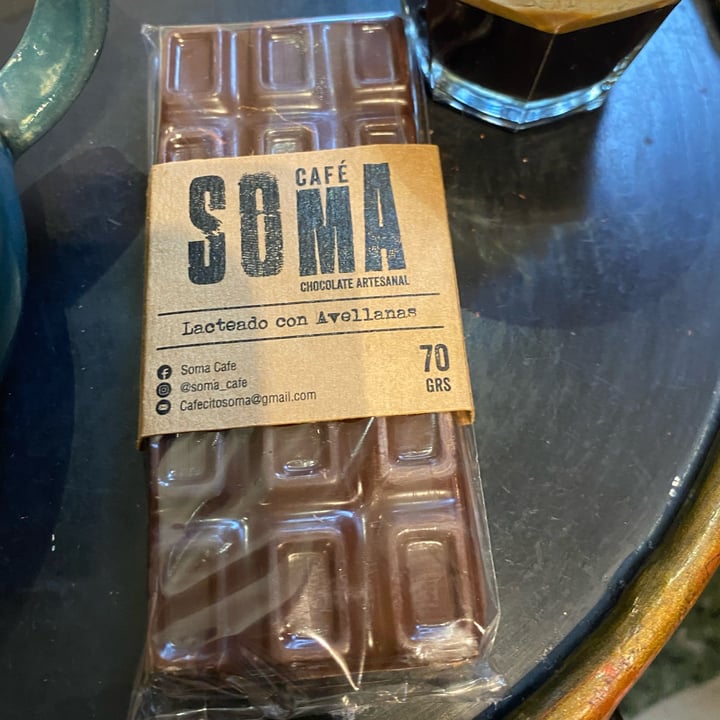 CAFÉ
SOMA
CHOCOLATE ARTESANAL
Lacteado con Avellanas
Soma Cafe
@soma_cafe
Cafecitosoma@gmail.com
70
GRS